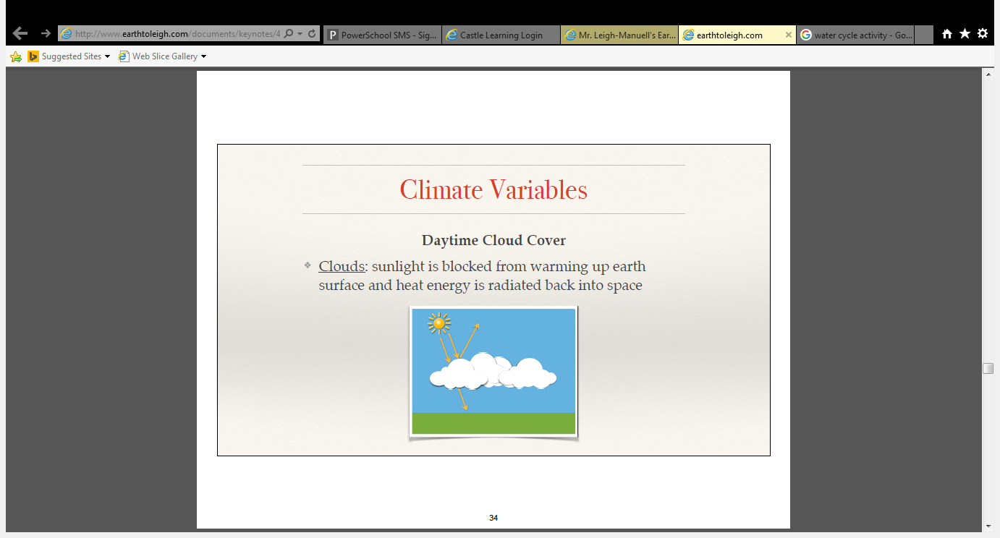 http://www.earthtoleigh.com/documents/keynotes/4
PowerSchool SMS - Sig...
Castle Learning Login
Mr. Leigh-Manuell's Ear...
earthtoleigh.com
water cycle activity - Go...
Suggested Sites
Web Slice Gallery
Climate Variables
Daytime Cloud Cover
❖ Clouds: sunlight is blocked from warming up earth
surface and heat energy is radiated back into space
34